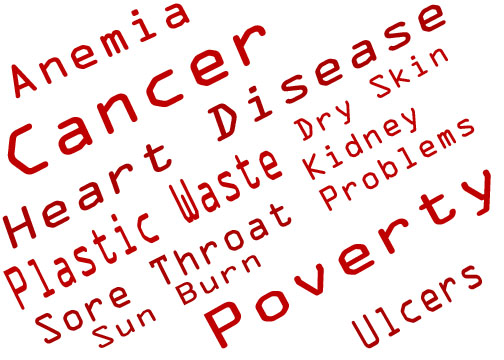 Anemia
Cancer
Heart Disease
Plastic Waste
Dry Skin
Kidney
Problems
Sore Throat
Sun Burn
Poverty
Ulcers